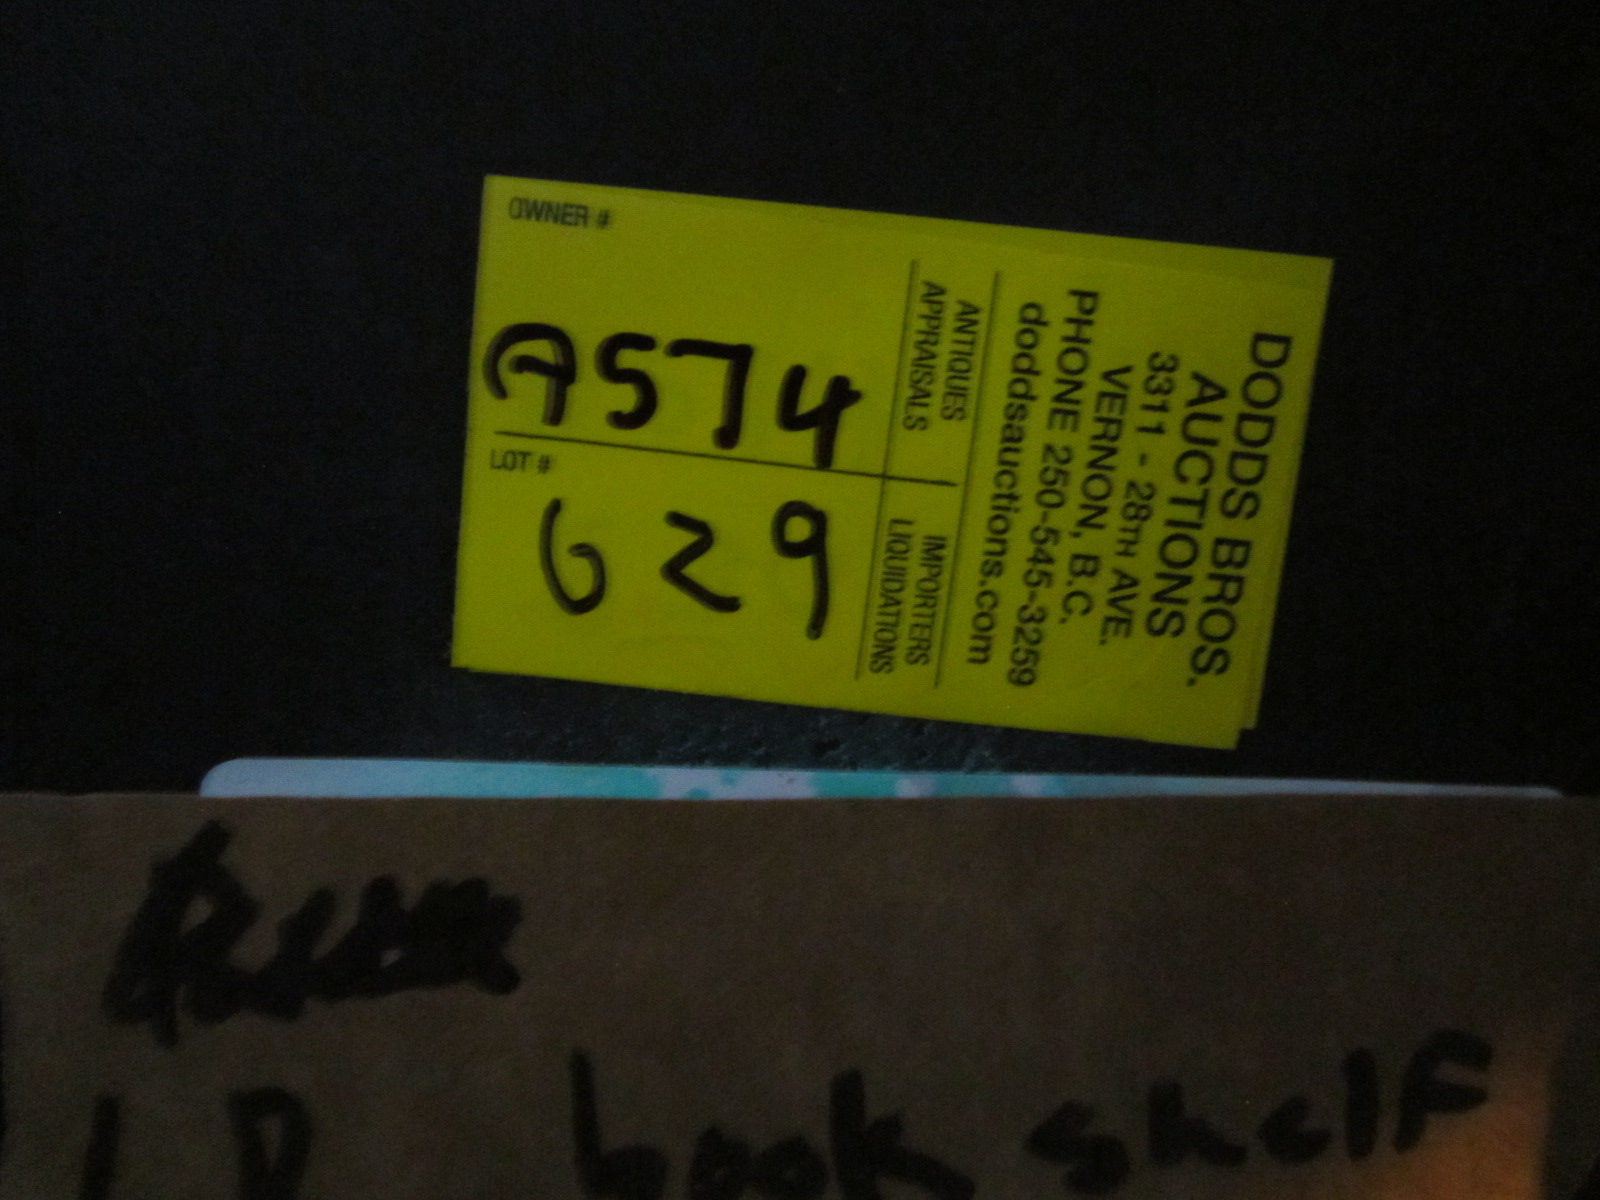 OWNER #
A574
LOT #
629
ANTIQUES
APPRAISALS
IMPORTERS
LIQUIDATIONS
DODDS BROS.
AUCTIONS
3311 - 28TH AVE.
VERNON, B.C.
PHONE 250-545-3259
doddsauctions.com
book shelf